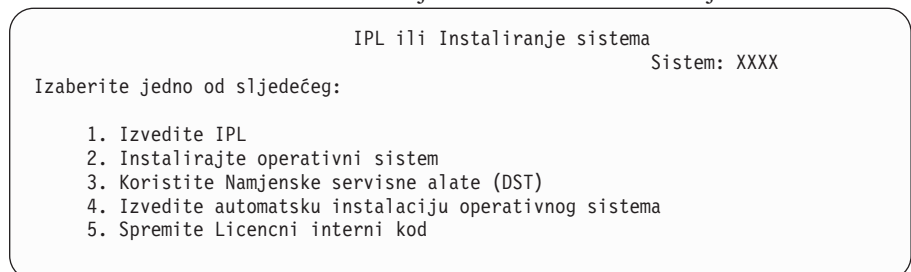 IPL ili Instaliranje sistema
Sistem: XXXX
Izaberite jedno od sljedećeg:
1. Izvedite IPL
2. Instalirajte operativni sistem
3. Koristite Namjenske servisne alate (DST)
4. Izvedite automatsku instalaciju operativnog sistema
5. Spremite Licencni interni kod